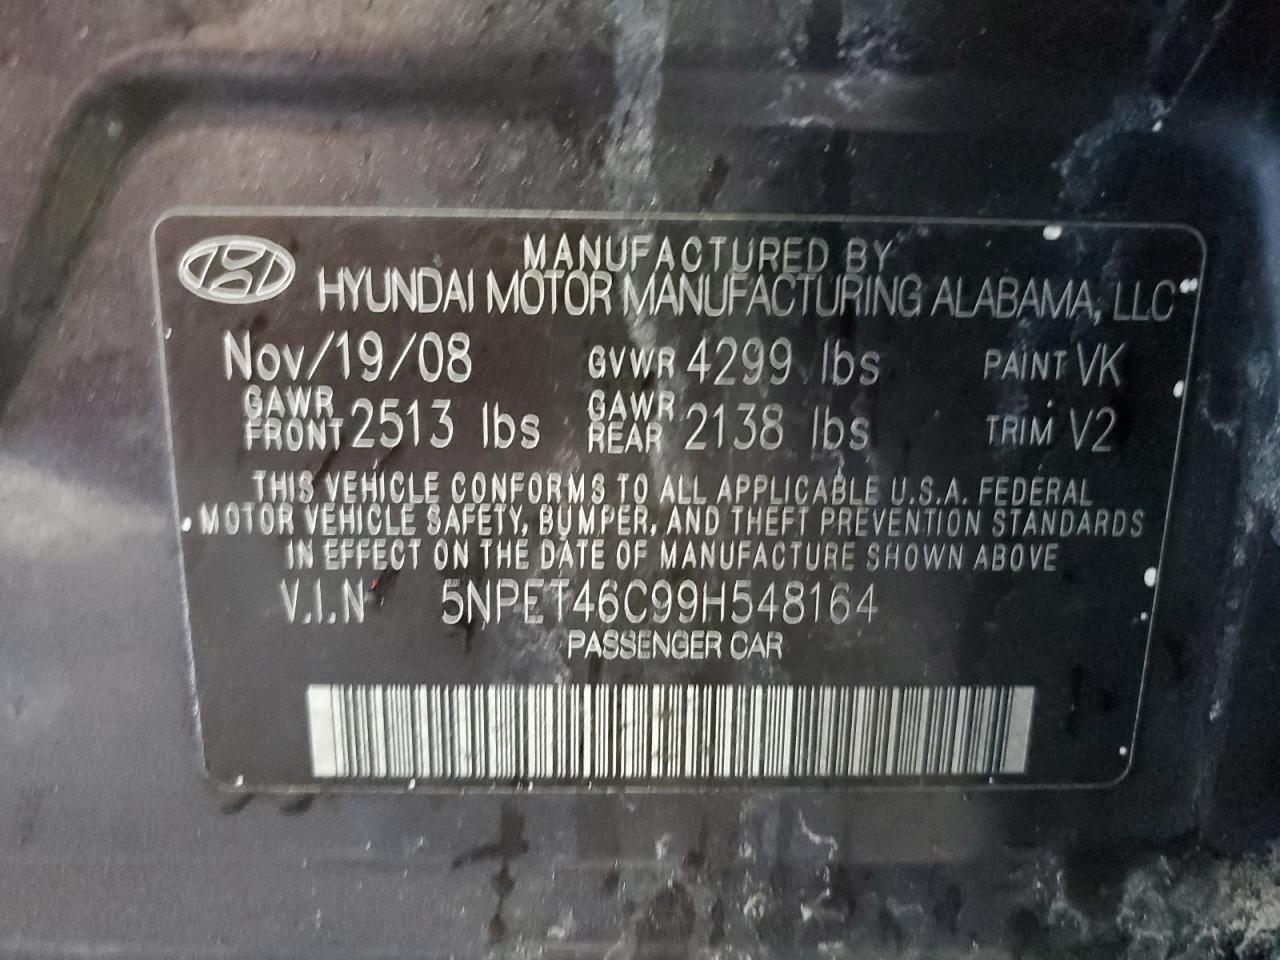 MANUFACTURED BY
HYUNDAI MOTOR MANUFACTURING ALABAMA, LLC
Nov/19/08 GVWR 4299 lbs PAINT VK
GAWR FRONT 2513 lbs GAWR REAR 2138 lbs TRIM V2
THIS VEHICLE CONFORMS TO ALL APPLICABLE U.S.A. FEDERAL
MOTOR VEHICLE SAFETY, BUMPER, AND THEFT PREVENTION STANDARDS
IN EFFECT ON THE DATE OF MANUFACTURE SHOWN ABOVE
V.I.N 5NPET46C99H548164
PASSENGER CAR